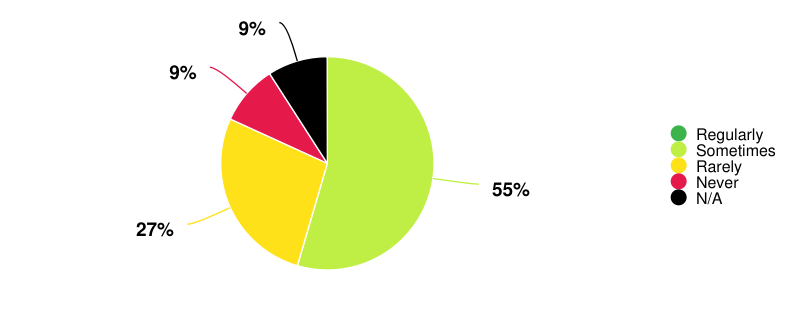 9%
9%
55%
27%
Regularly
Sometimes
Rarely
Never
N/A